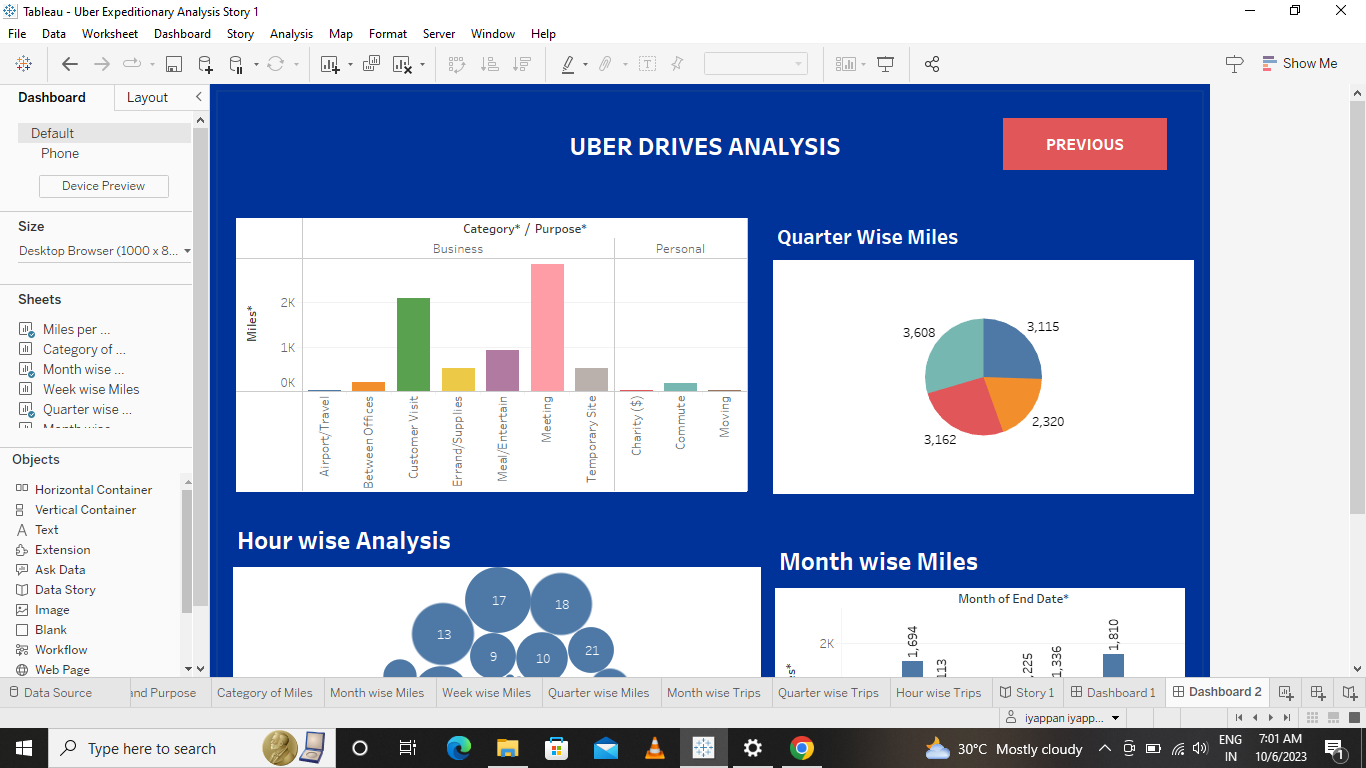 Tableau - Uber Expeditionary Analysis Story 1
File Data Worksheet Dashboard Story Analysis Map Format Server Window Help
Show Me
Dashboard Layout
Default
Phone
Device Preview
Size
Desktop Browser (1000 x 8...
Sheets
Miles per ...
Category of ...
Month wise ...
Week wise Miles
Quarter wise ...
Objects
Horizontal Container
Vertical Container
Text
Extension
Ask Data
Data Story
Image
Blank
Workflow
Web Page
UBER DRIVES ANALYSIS
PREVIOUS
Category* / Purpose*
Business Personal
Miles*
2K
1K
0K
Airport/Travel
Between Offices
Customer Visit
Errand/Supplies
Meal/Entertain
Meeting
Temporary Site
Charity ($)
Commute
Moving
Quarter Wise Miles
3,608 3,115
2,320
3,162
Hour wise Analysis
17 18
13
9 10 21
Month wise Miles
Month of End Date*
2K
1,694
113
225
1,336
1,810
Data Source nd Purpose Category of Miles Month wise Miles Week wise Miles Quarter wise Miles Month wise Trips Quarter wise Trips Hour wise Trips Story 1 Dashboard 1 Dashboard 2
iyappan iyapp...
Type here to search
30°C Mostly cloudy
ENG 7:01 AM
IN 10/6/2023
1